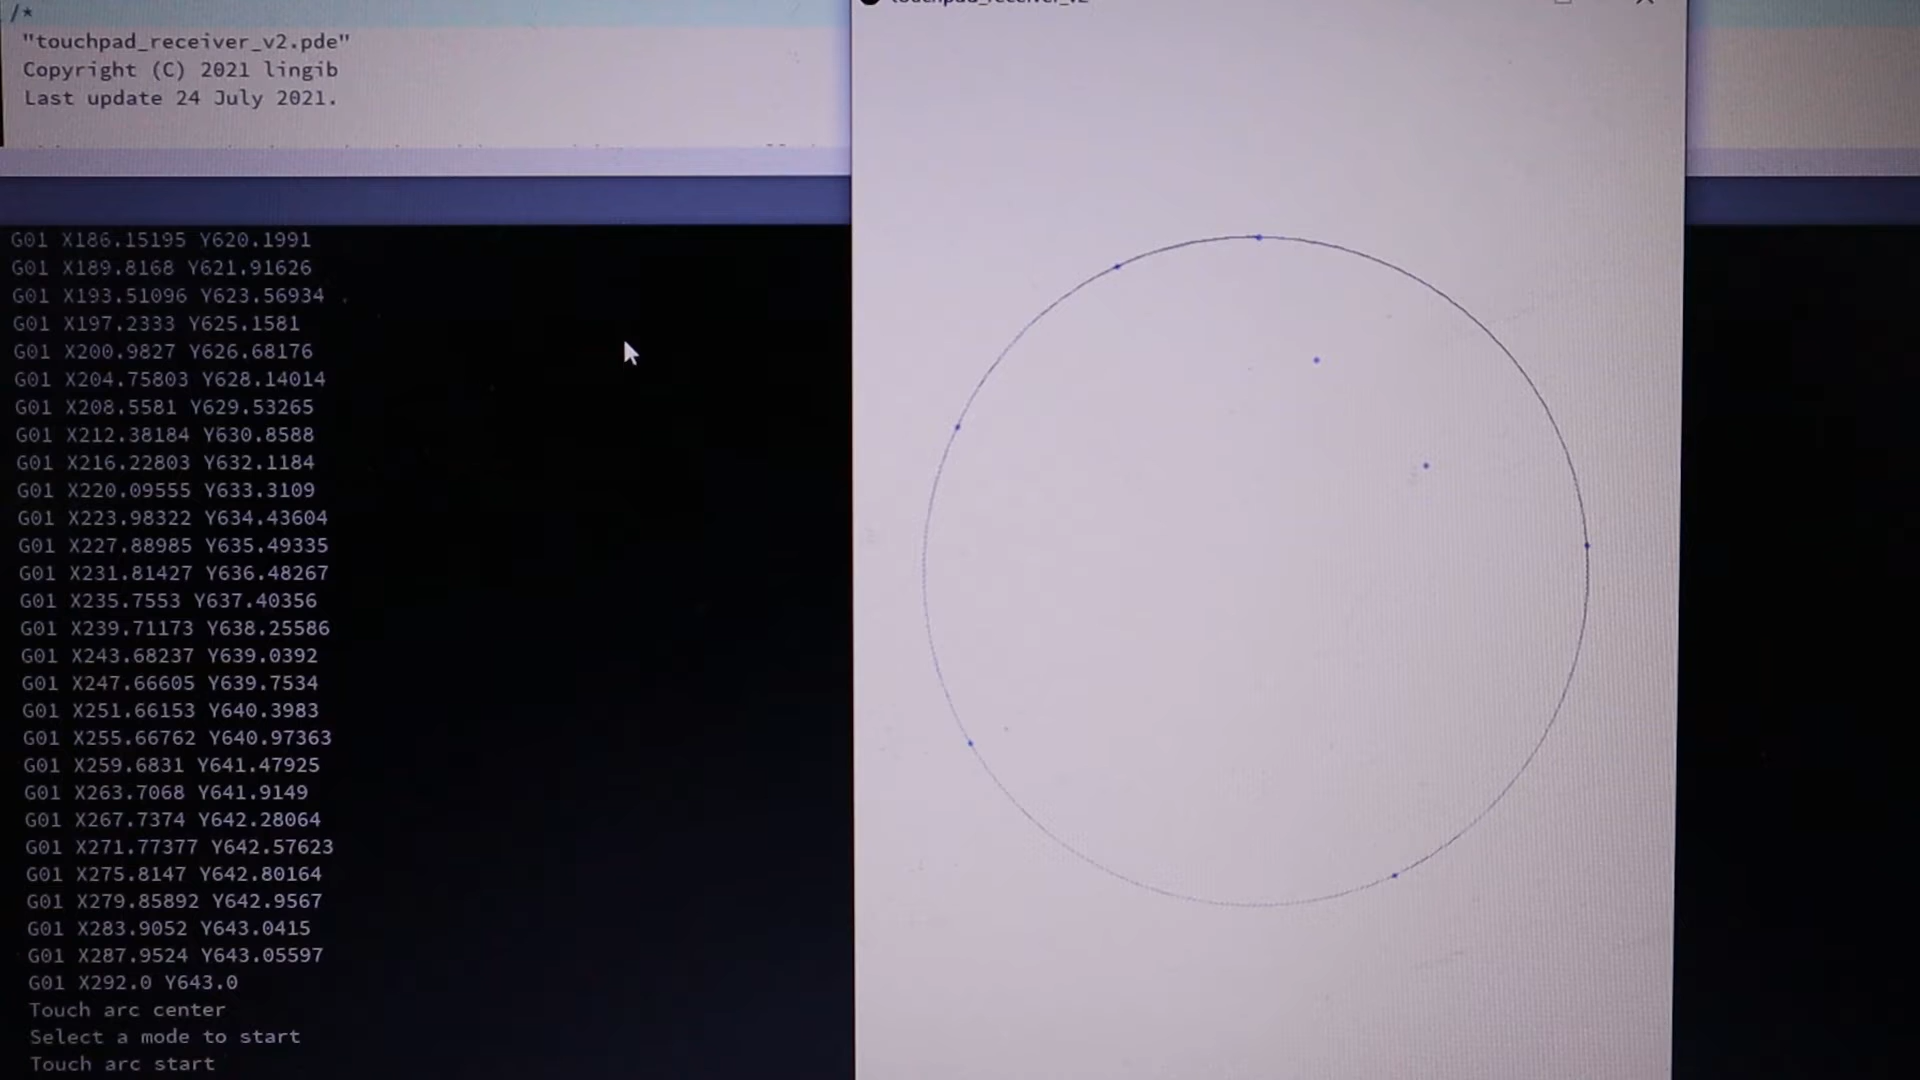 /*
"touchpad_receiver_v2.pde"
Copyright (C) 2021 lingib
Last update 24 July 2021.
touchpad_receiver_v2
G01 X186.15195 Y620.1991
G01 X189.8168 Y621.91626
G01 X193.51096 Y623.56934
G01 X197.2333 Y625.1581
G01 X200.9827 Y626.68176
G01 X204.75803 Y628.14014
G01 X208.5581 Y629.53265
G01 X212.38184 Y630.8588
G01 X216.22803 Y632.1184
G01 X220.09555 Y633.3109
G01 X223.98322 Y634.43604
G01 X227.88985 Y635.49335
G01 X231.81427 Y636.48267
G01 X235.7553 Y637.40356
G01 X239.71173 Y638.25586
G01 X243.68237 Y639.0392
G01 X247.66605 Y639.7534
G01 X251.66153 Y640.3983
G01 X255.66762 Y640.97363
G01 X259.6831 Y641.47925
G01 X263.7068 Y641.9149
G01 X267.7374 Y642.28064
G01 X271.77377 Y642.57623
G01 X275.8147 Y642.80164
G01 X279.85892 Y642.9567
G01 X283.9052 Y643.0415
G01 X287.9524 Y643.05597
G01 X292.0 Y643.0
Touch arc center
Select a mode to start
Touch arc start